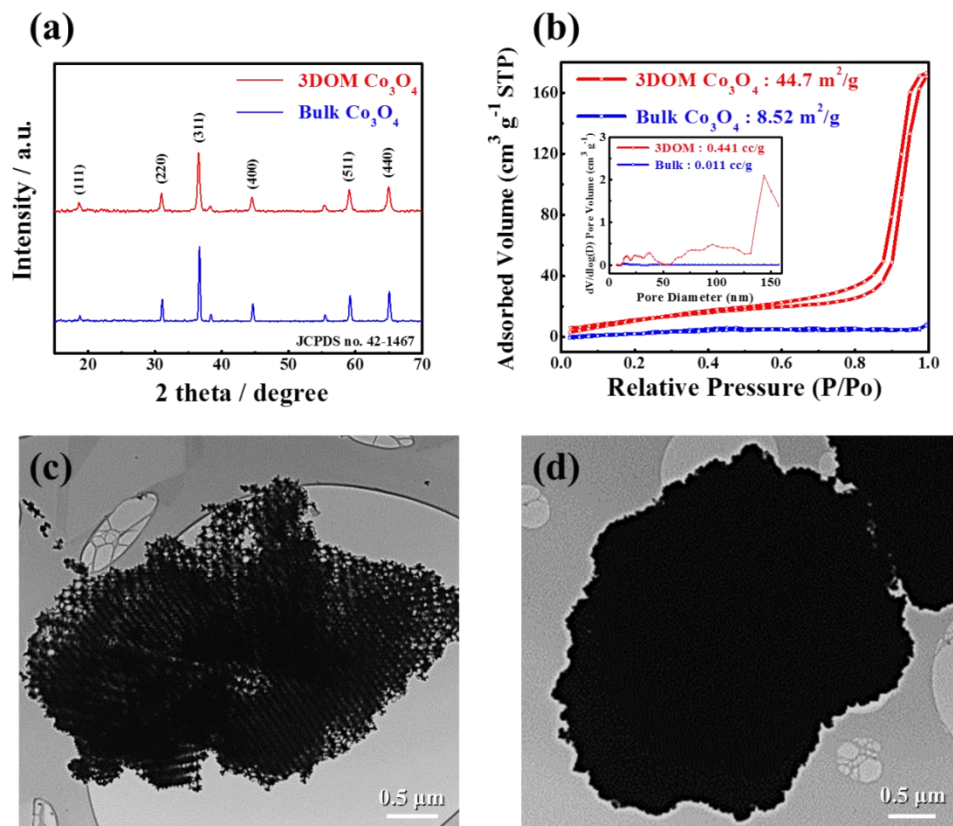 (a)
3DOM Co₃O₄
Bulk Co₃O₄
(111)
(220)
(311)
(400)
(511)
(440)
JCPDS no. 42-1467
Intensity / a.u.
20 30 40 50 60 70
2 theta / degree
(b)
3DOM Co₃O₄ : 44.7 m²/g
Bulk Co₃O₄ : 8.52 m²/g
Adsorbed Volume (cm³ g⁻¹ STP)
160
120
80
40
0
0.0 0.2 0.4 0.6 0.8 1.0
Relative Pressure (P/Po)
3DOM : 0.441 cc/g
Bulk : 0.011 cc/g
dV/dlog(D) Pore Volume (cm³ g⁻¹)
3
2
1
0
0 50 100 150
Pore Diameter (nm)
(c)
0.5 μm
(d)
0.5 μm